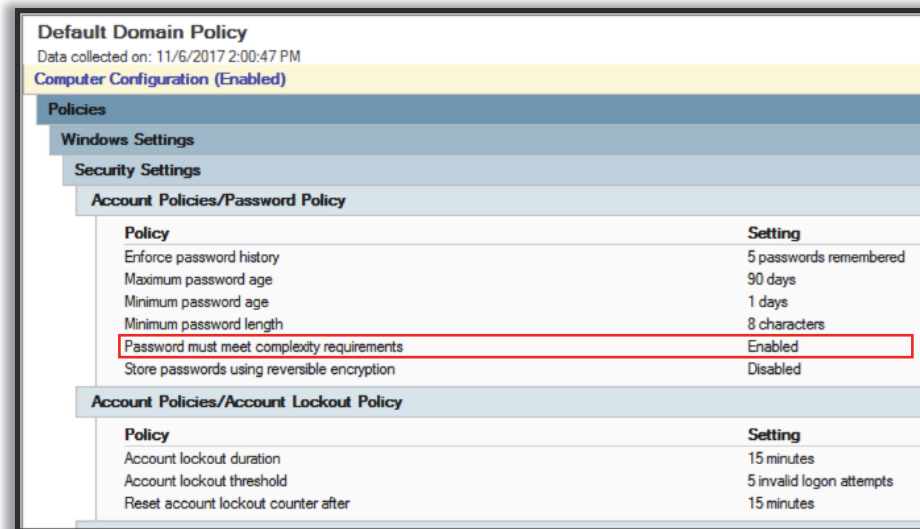 Default Domain Policy
Data collected on: 11/6/2017 2:00:47 PM
Computer Configuration (Enabled)
Policies
Windows Settings
Security Settings
Account Policies/Password Policy
Policy Setting
Enforce password history 5 passwords remembered
Maximum password age 90 days
Minimum password age 1 days
Minimum password length 8 characters
Password must meet complexity requirements Enabled
Store passwords using reversible encryption Disabled
Account Policies/Account Lockout Policy
Policy Setting
Account lockout duration 15 minutes
Account lockout threshold 5 invalid logon attempts
Reset account lockout counter after 15 minutes